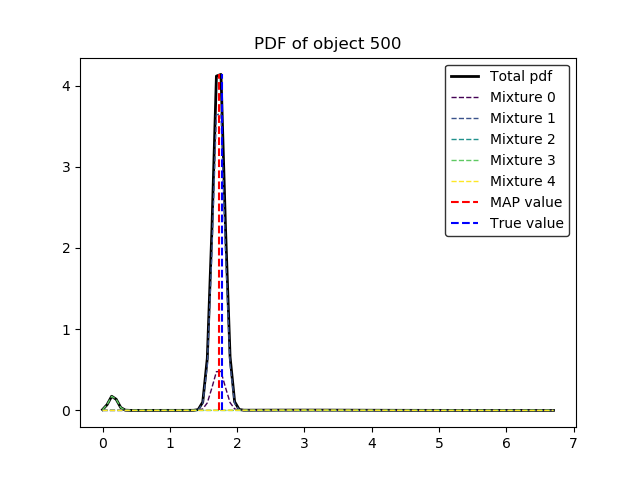 PDF of object 500
Total pdf
Mixture 0
Mixture 1
Mixture 2
Mixture 3
Mixture 4
MAP value
True value
4
3
2
1
0
0 1 2 3 4 5 6 7